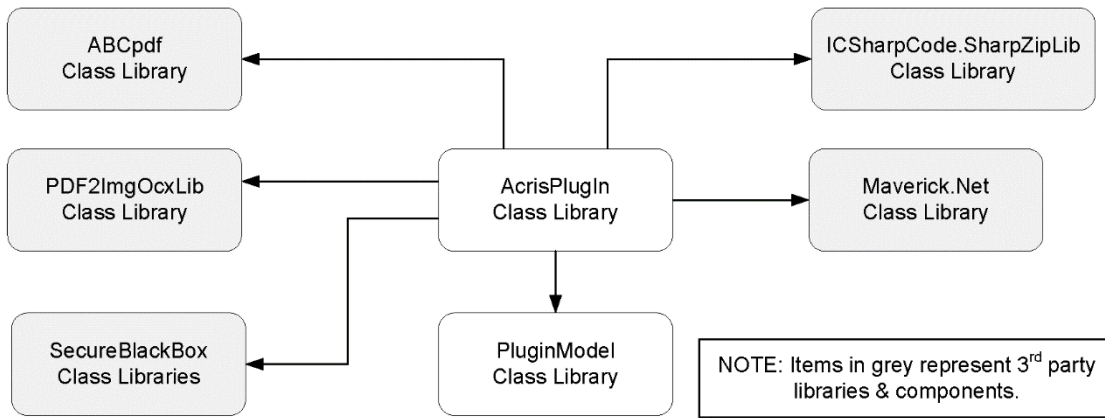 ABCpdf
Class Library
ICSharpCode.SharpZipLib
Class Library
PDF2ImgOcxLib
Class Library
AcrisPlugIn
Class Library
Maverick.Net
Class Library
SecureBlackBox
Class Libraries
PluginModel
Class Library
NOTE: Items in grey represent 3rd party
libraries & components.